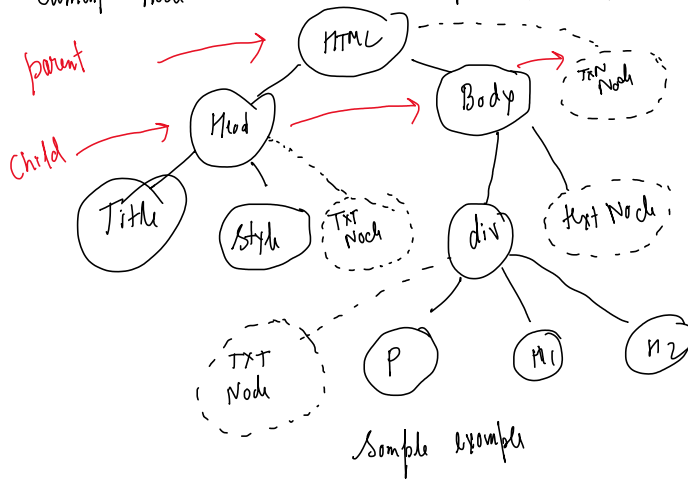 HTML
parent
TXN
Node
Body
Head
Child
Title
Style
TXT
Node
div
text Node
TXT
Node
P
H1
H2
Sample example